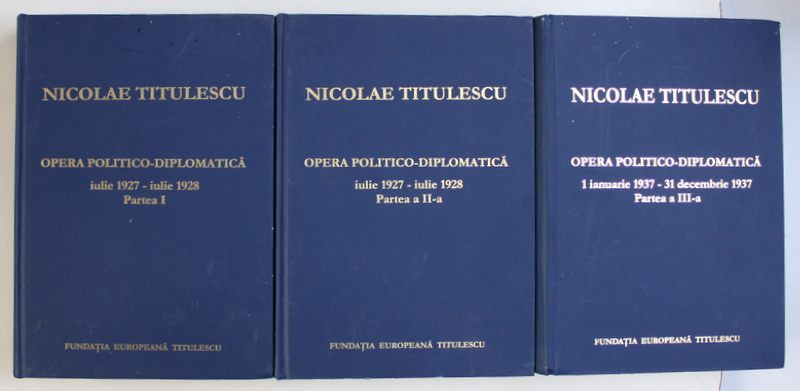 NICOLAE TITULESCU
OPERA POLITICO-DIPLOMATICĂ
iulie 1927 - iulie 1928
Partea I
FUNDAȚIA EUROPEANĂ TITULESCU
NICOLAE TITULESCU
OPERA POLITICO-DIPLOMATICĂ
iulie 1927 - iulie 1928
Partea a II-a
FUNDAȚIA EUROPEANĂ TITULESCU
NICOLAE TITULESCU
OPERA POLITICO-DIPLOMATICĂ
1 ianuarie 1937 - 31 decembrie 1937
Partea a III-a
FUNDAȚIA EUROPEANĂ TITULESCU